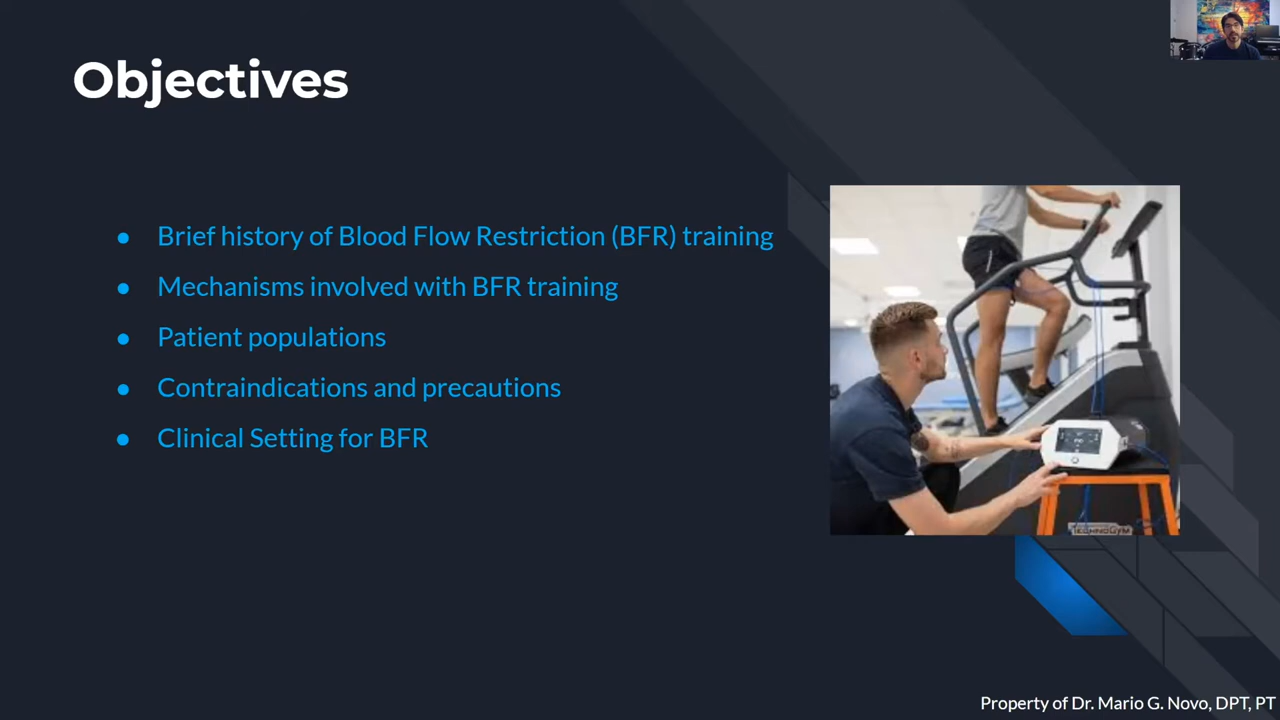 Objectives
● Brief history of Blood Flow Restriction (BFR) training
● Mechanisms involved with BFR training
● Patient populations
● Contraindications and precautions
● Clinical Setting for BFR
TECHNOGYM
Property of Dr. Mario G. Novo, DPT, PT